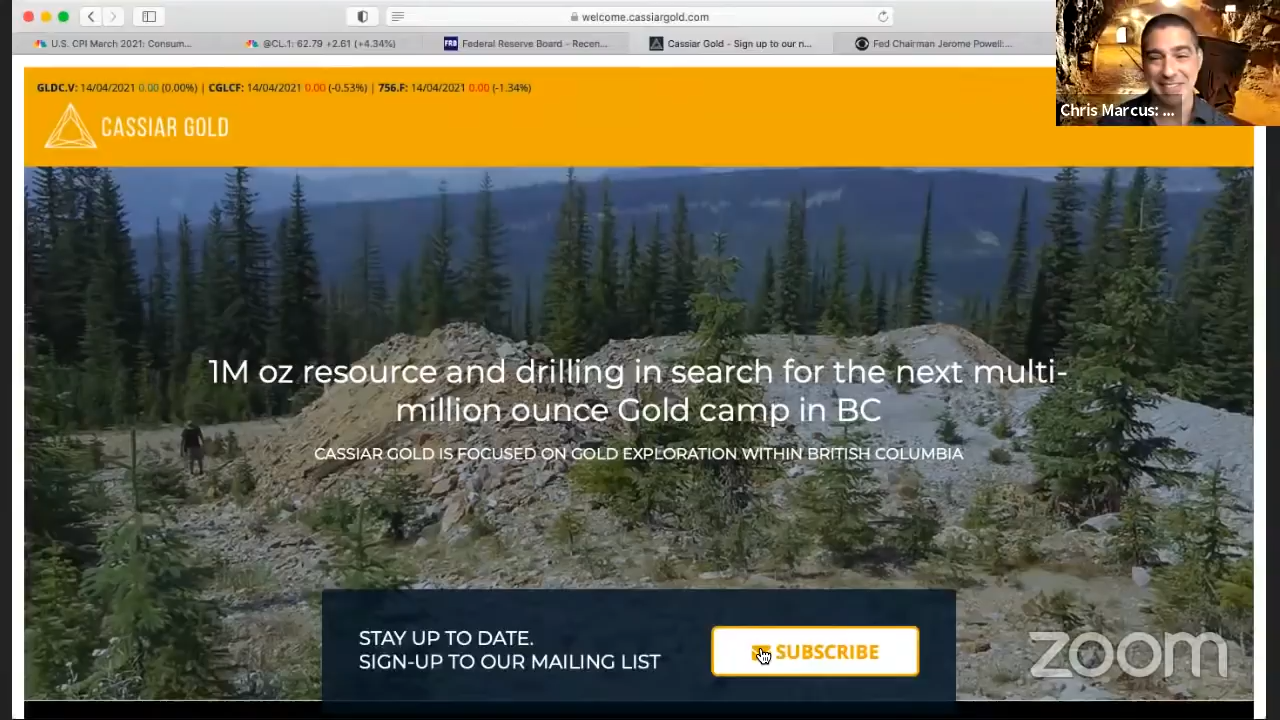 welcome.cassiargold.com
U.S. CPI March 2021: Consum...
@CL.1: 62.79 +2.61 (+4.34%)
FRB
Federal Reserve Board - Recen...
Cassiar Gold - Sign up to our n...
Fed Chairman Jerome Powell:...
GLDC.V: 14/04/2021 0.00 (0.00%) | CGLCF: 14/04/2021 0.00 (-0.53%) | 756.F: 14/04/2021 0.00 (-1.34%)
Chris Marcus: ...
CASSIAR GOLD
1M oz resource and drilling in search for the next multi-
million ounce Gold camp in BC
CASSIAR GOLD IS FOCUSED ON GOLD EXPLORATION WITHIN BRITISH COLUMBIA
STAY UP TO DATE.
SIGN-UP TO OUR MAILING LIST
SUBSCRIBE
zoom